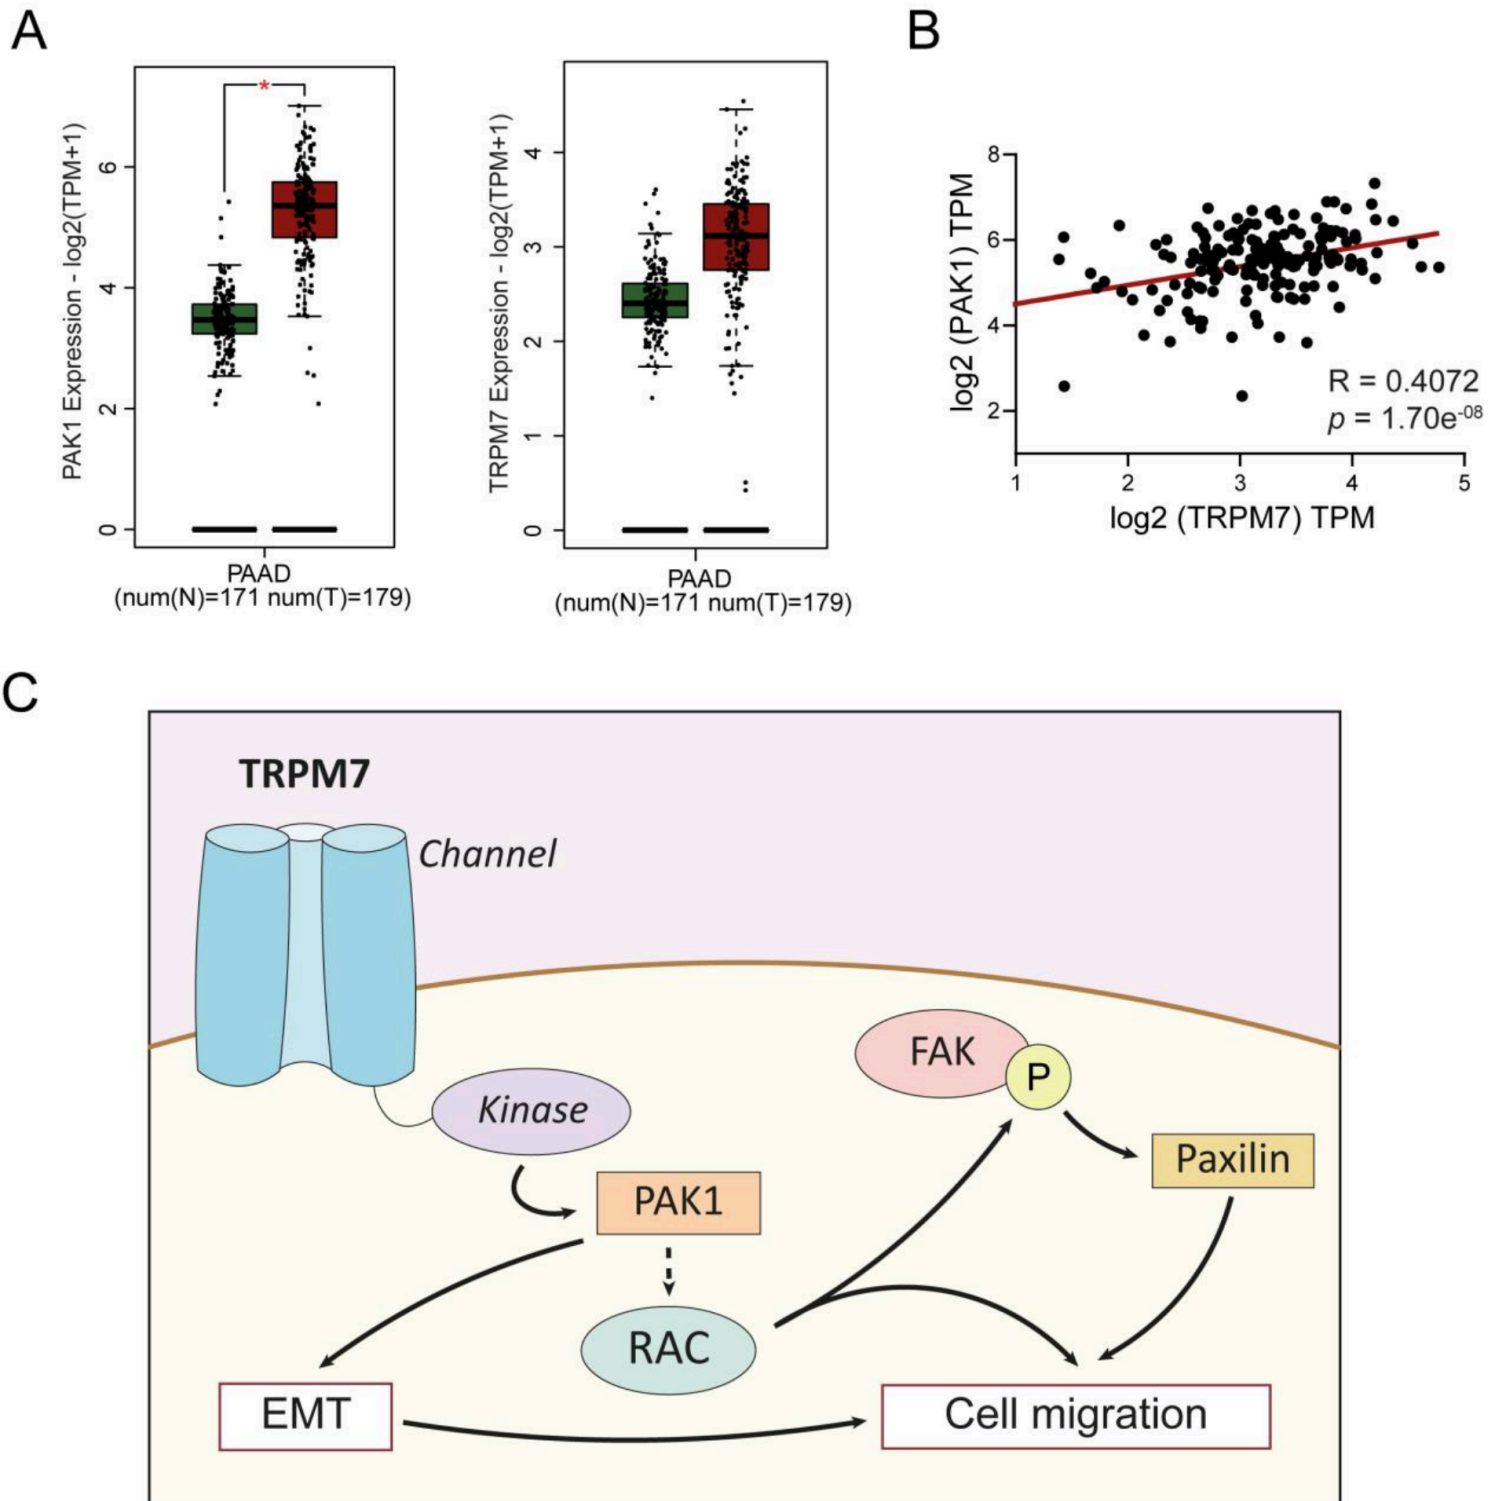 A
PAK1 Expression - log2(TPM+1)
6
4
2
0
*
PAAD
(num(N)=171 num(T)=179)
TRPM7 Expression - log2(TPM+1)
4
3
2
1
0
PAAD
(num(N)=171 num(T)=179)
B
log2 (PAK1) TPM
8
6
4
2
R = 0.4072
p = 1.70e-08
1 2 3 4 5
log2 (TRPM7) TPM
C
TRPM7
Channel
Kinase
FAK
P
Paxilin
PAK1
RAC
EMT
Cell migration